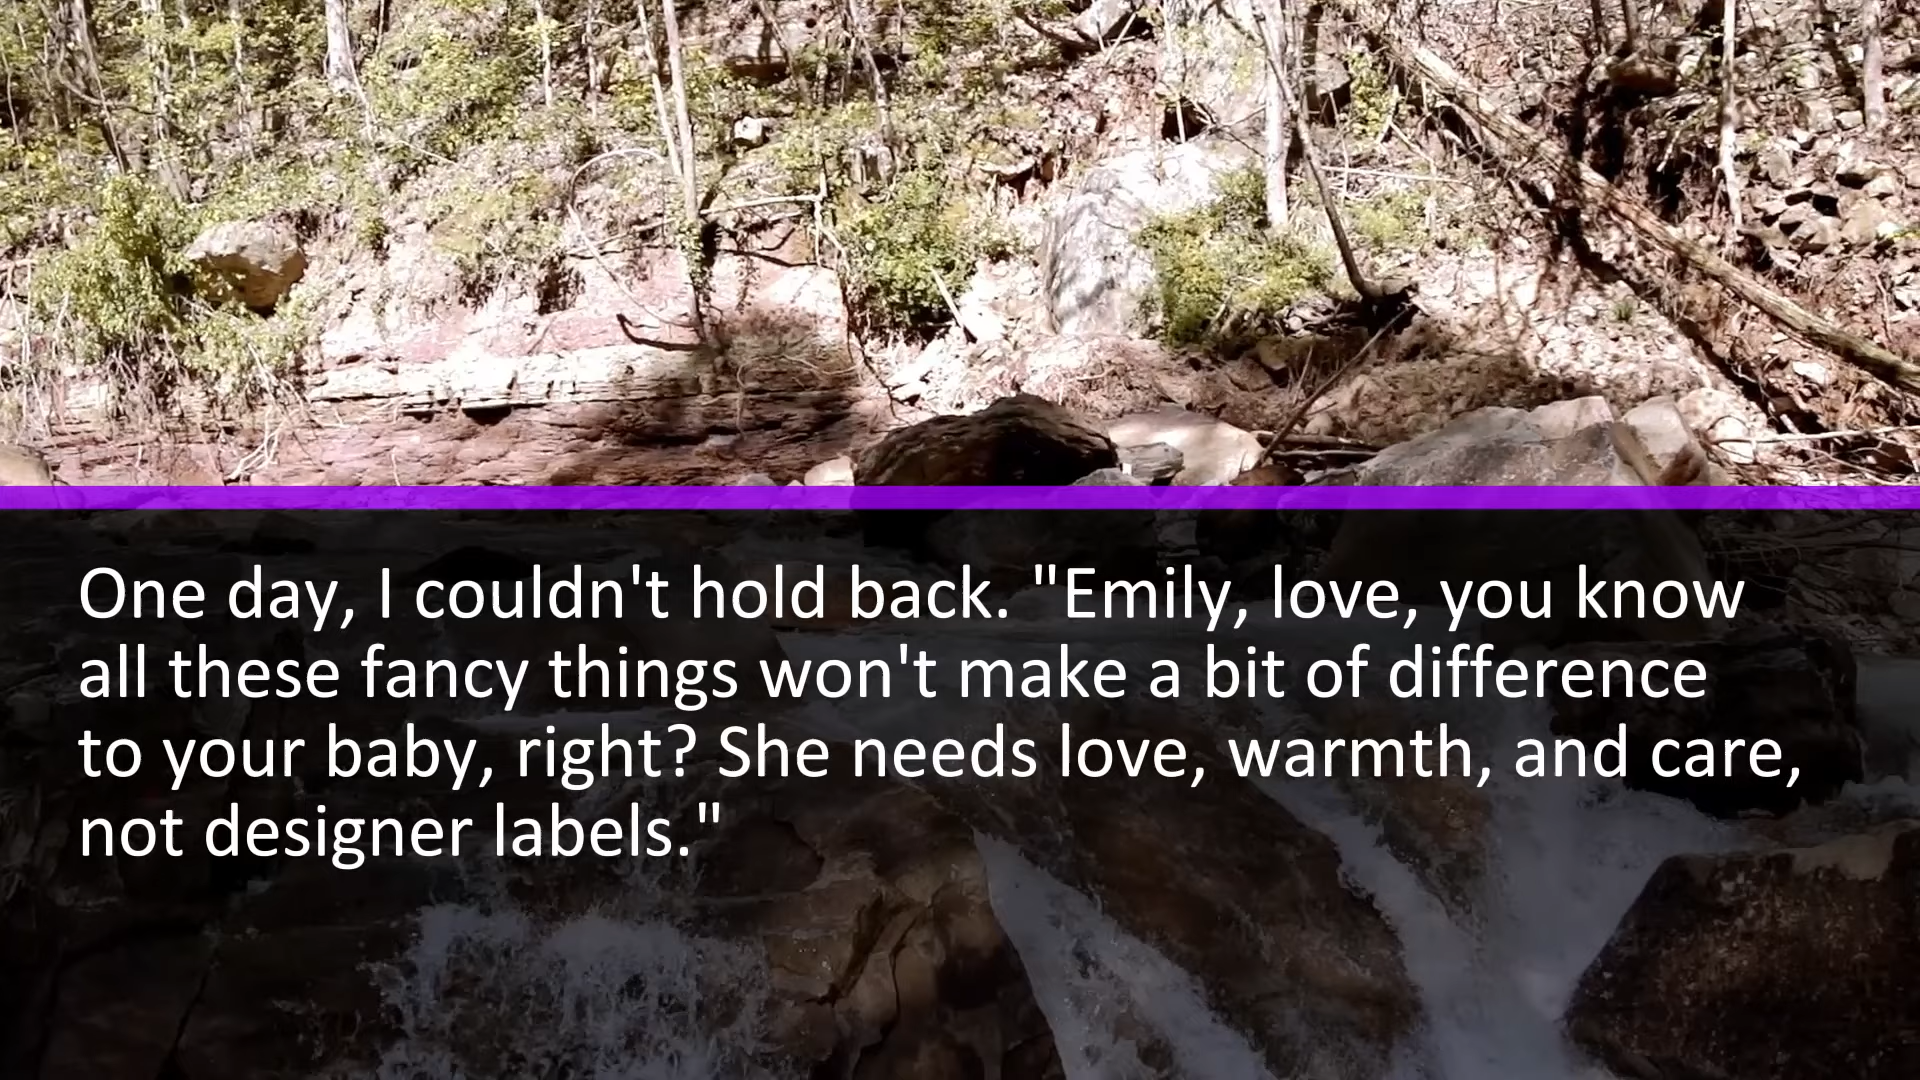 One day, I couldn't hold back. "Emily, love, you know
all these fancy things won't make a bit of difference
to your baby, right? She needs love, warmth, and care,
not designer labels."